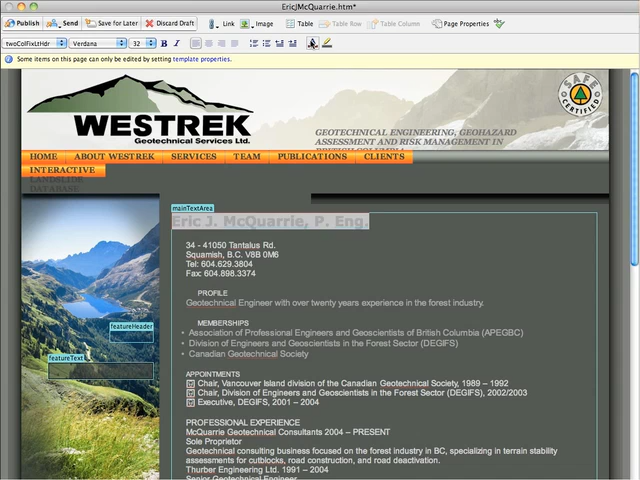 EricJMcQuarrie.htm*
Publish Send Save for Later Discard Draft Link Image Table Table Row Table Column Page Properties
twoColFixLtHdr Verdana 32 B I
Some items on this page can only be edited by setting template properties.
SAFE
CERTIFIED
WESTREK
Geotechnical Services Ltd.
GEOTECHNICAL ENGINEERING, GEOHAZARD
ASSESSMENT AND RISK MANAGEMENT IN
BRITISH COLUMBIA
HOME ABOUT WESTREK SERVICES TEAM PUBLICATIONS CLIENTS
INTERACTIVE
LANDSLIDE
DATABASE
mainTextArea
Eric J. McQuarrie, P. Eng.
34 - 41050 Tantalus Rd.
Squamish, B.C. V8B 0M6
Tel: 604.629.3804
Fax: 604.898.3374
PROFILE
Geotechnical Engineer with over twenty years experience in the forest industry.
MEMBERSHIPS
• Association of Professional Engineers and Geoscientists of British Columbia (APEGBC)
• Division of Engineers and Geoscientists in the Forest Sector (DEGIFS)
• Canadian Geotechnical Society
featureHeader
featureText
APPOINTMENTS
Chair, Vancouver Island division of the Canadian Geotechnical Society, 1989 – 1992
Chair, Division of Engineers and Geoscientists in the Forest Sector (DEGIFS), 2002/2003
Executive, DEGIFS, 2001 – 2004
PROFESSIONAL EXPERIENCE
McQuarrie Geotechnical Consultants 2004 – PRESENT
Sole Proprietor
Geotechnical consulting business focused on the forest industry in BC, specializing in terrain stability
assessments for cutblocks, road construction, and road deactivation.
Thurber Engineering Ltd. 1991 – 2004
Senior Geotechnical Engineer